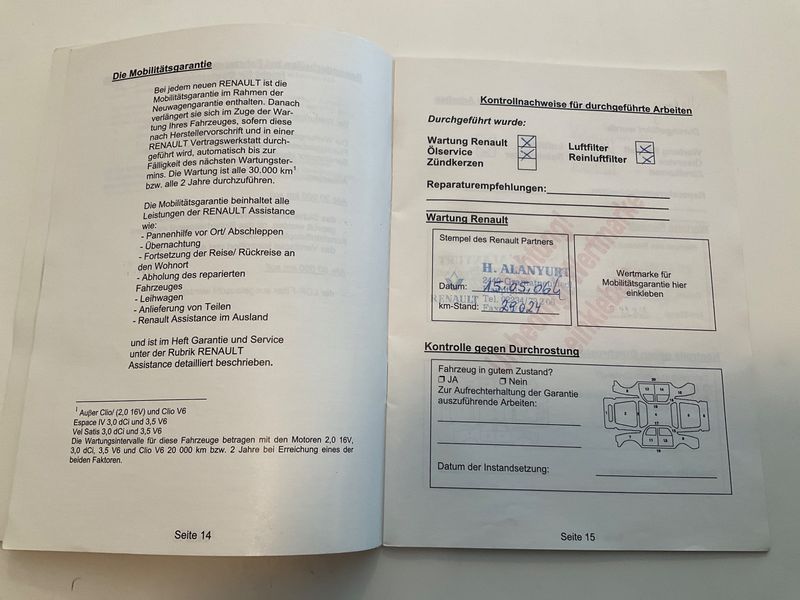 Die Mobilitätsgarantie
Bei jedem neuen RENAULT ist die
Mobilitätsgarantie im Rahmen der
Neuwagengarantie enthalten. Danach
verlängert sie sich im Zuge der War-
tung Ihres Fahrzeuges, sofern diese
nach Herstellervorschrift und in einer
RENAULT Vertragswerkstatt durch-
geführt wird, automatisch bis zur
Fälligkeit des nächsten Wartungster-
mins. Die Wartung ist alle 30.000 km¹
bzw. alle 2 Jahre durchzuführen.
Die Mobilitätsgarantie beinhaltet alle
Leistungen der RENAULT Assistance
wie:
- Pannenhilfe vor Ort/ Abschleppen
- Übernachtung
- Fortsetzung der Reise/ Rückreise an
den Wohnort
- Abholung des reparierten
Fahrzeuges
- Leihwagen
- Anlieferung von Teilen
- Renault Assistance im Ausland
und ist im Heft Garantie und Service
unter der Rubrik RENAULT
Assistance detailliert beschrieben.
¹ Außer Clio/ (2,0 16V) und Clio V6
Espace IV 3,0 dCi und 3,5 V6
Vel Satis 3,0 dCi und 3,5 V6
Die Wartungsintervalle für diese Fahrzeuge betragen mit den Motoren 2,0 16V,
3,0 dCi, 3,5 V6 und Clio V6 20 000 km bzw. 2 Jahre bei Erreichung eines der
beiden Faktoren.
Seite 14
Kontrollnachweise für durchgeführte Arbeiten
Durchgeführt wurde:
Wartung Renault
Luftfilter
Ölservice
Reinluftfilter
Zündkerzen
Reparaturempfehlungen:
Wartung Renault
Stempel des Renault Partners
H. ALANYURT
Datum: 15.05.06
RENAULT Tel.
km-Stand: 29024
Wertmarke für
Mobilitätsgarantie hier
einkleben
Kontrolle gegen Durchrostung
Fahrzeug in gutem Zustand?
JA Nein
Zur Aufrechterhaltung der Garantie
auszuführende Arbeiten:
Datum der Instandsetzung:
Seite 15